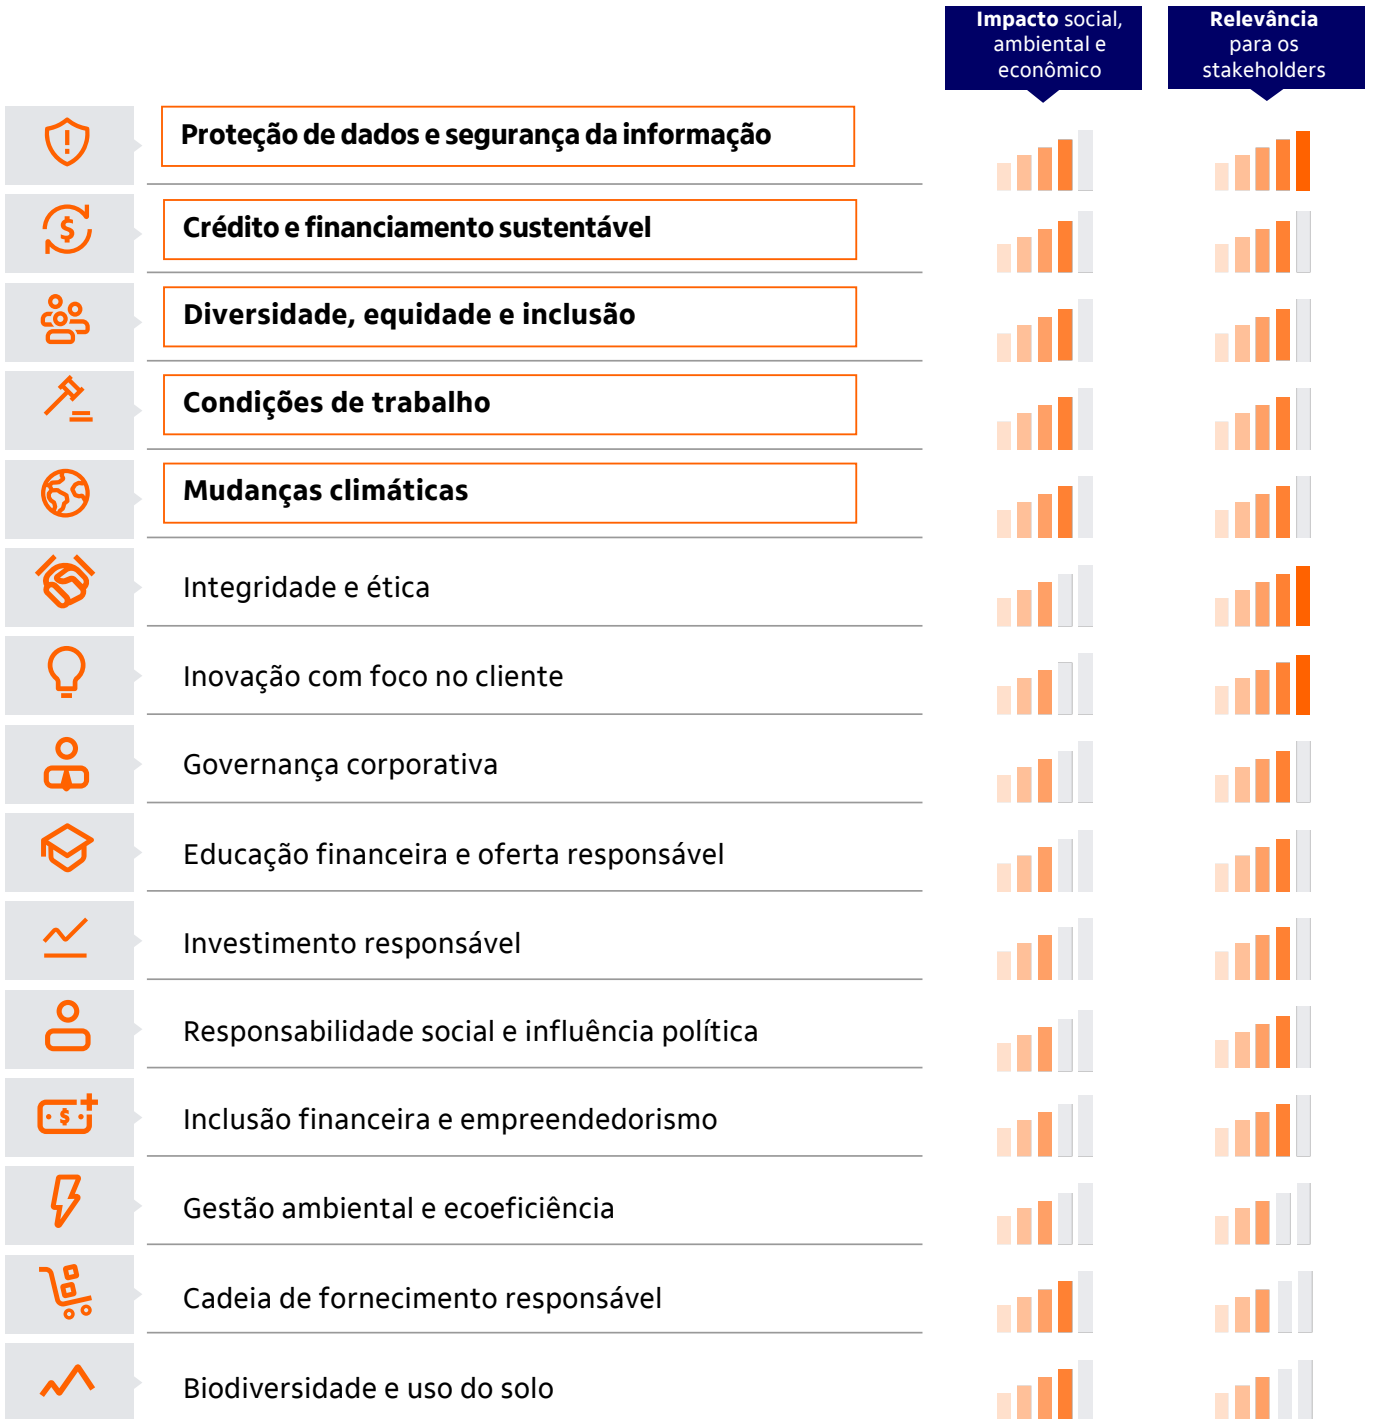 Impacto social,
ambiental e
econômico
Relevância
para os
stakeholders
Proteção de dados e segurança da informação
Crédito e financiamento sustentável
Diversidade, equidade e inclusão
Condições de trabalho
Mudanças climáticas
Integridade e ética
Inovação com foco no cliente
Governança corporativa
Educação financeira e oferta responsável
Investimento responsável
Responsabilidade social e influência política
Inclusão financeira e empreendedorismo
Gestão ambiental e ecoeficiência
Cadeia de fornecimento responsável
Biodiversidade e uso do solo